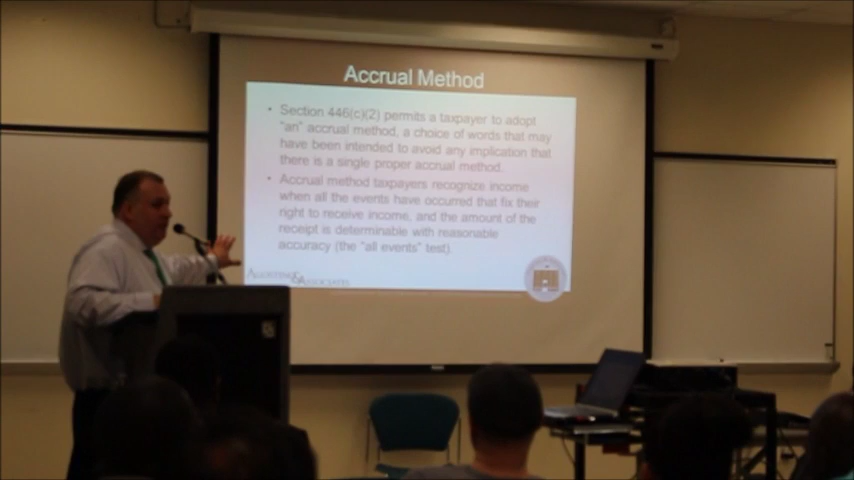 Accrual Method
• Section 446(c)(2) permits a taxpayer to adopt
"an" accrual method, a choice of words that may
have been intended to avoid any implication that
there is a single proper accrual method.
• Accrual method taxpayers recognize income
when all the events have occurred that fix their
right to receive income, and the amount of the
receipt is determinable with reasonable
accuracy (the "all events" test).
& ASSOCIATES